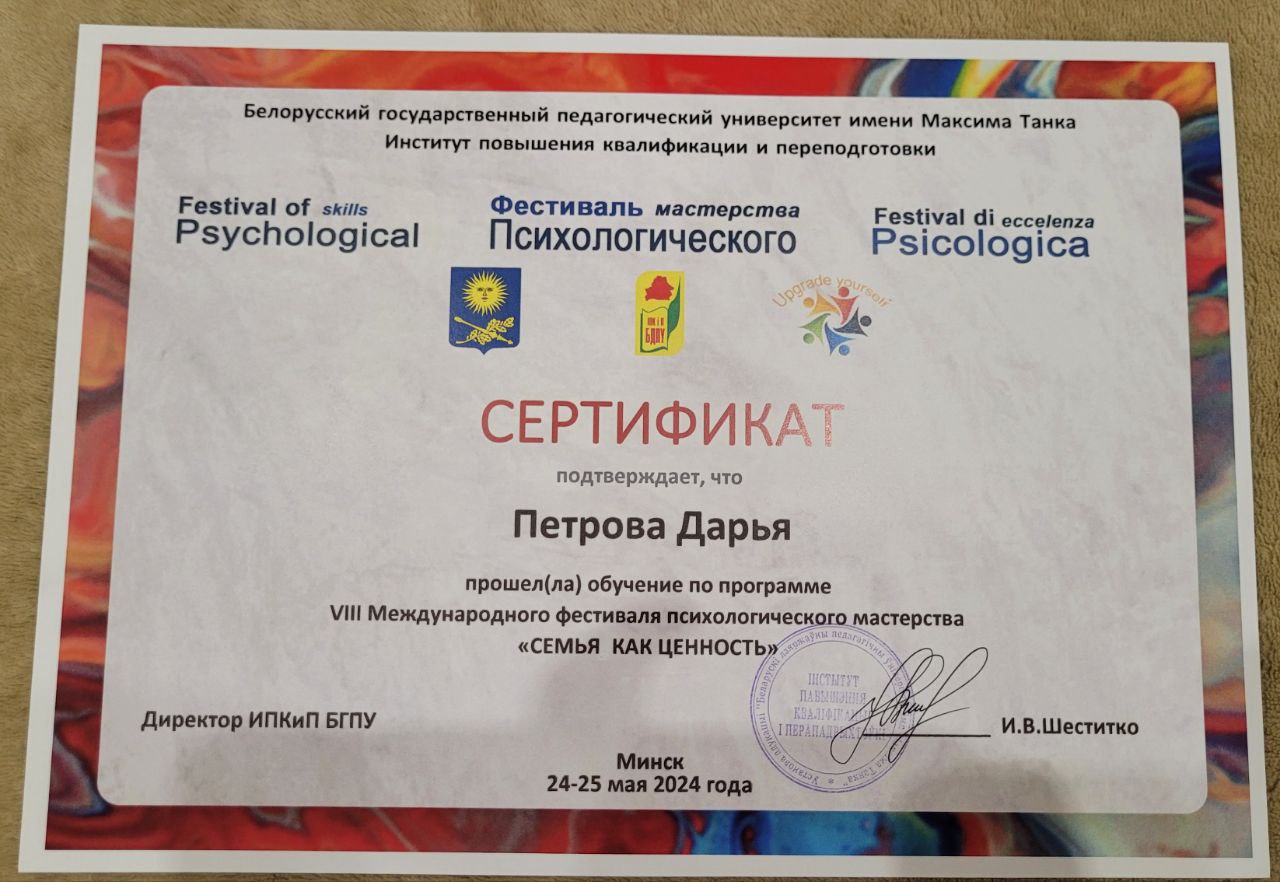 Белорусский государственный педагогический университет имени Максима Танка
Институт повышения квалификации и переподготовки
Festival of skills
Psychological
Фестиваль мастерства
Психологического
Festival di eccelenza
Psicologica
БДПУ
Upgrade yourself
СЕРТИФИКАТ
подтверждает, что
Петрова Дарья
прошел(ла) обучение по программе
VIII Международного фестиваля психологического мастерства
«СЕМЬЯ КАК ЦЕННОСТЬ»
ІНСТЫТУТ
ПАВЫШЭННЯ
Директор ИПКиП БГПУ
И.В.Шеститко
Минск
24-25 мая 2024 года